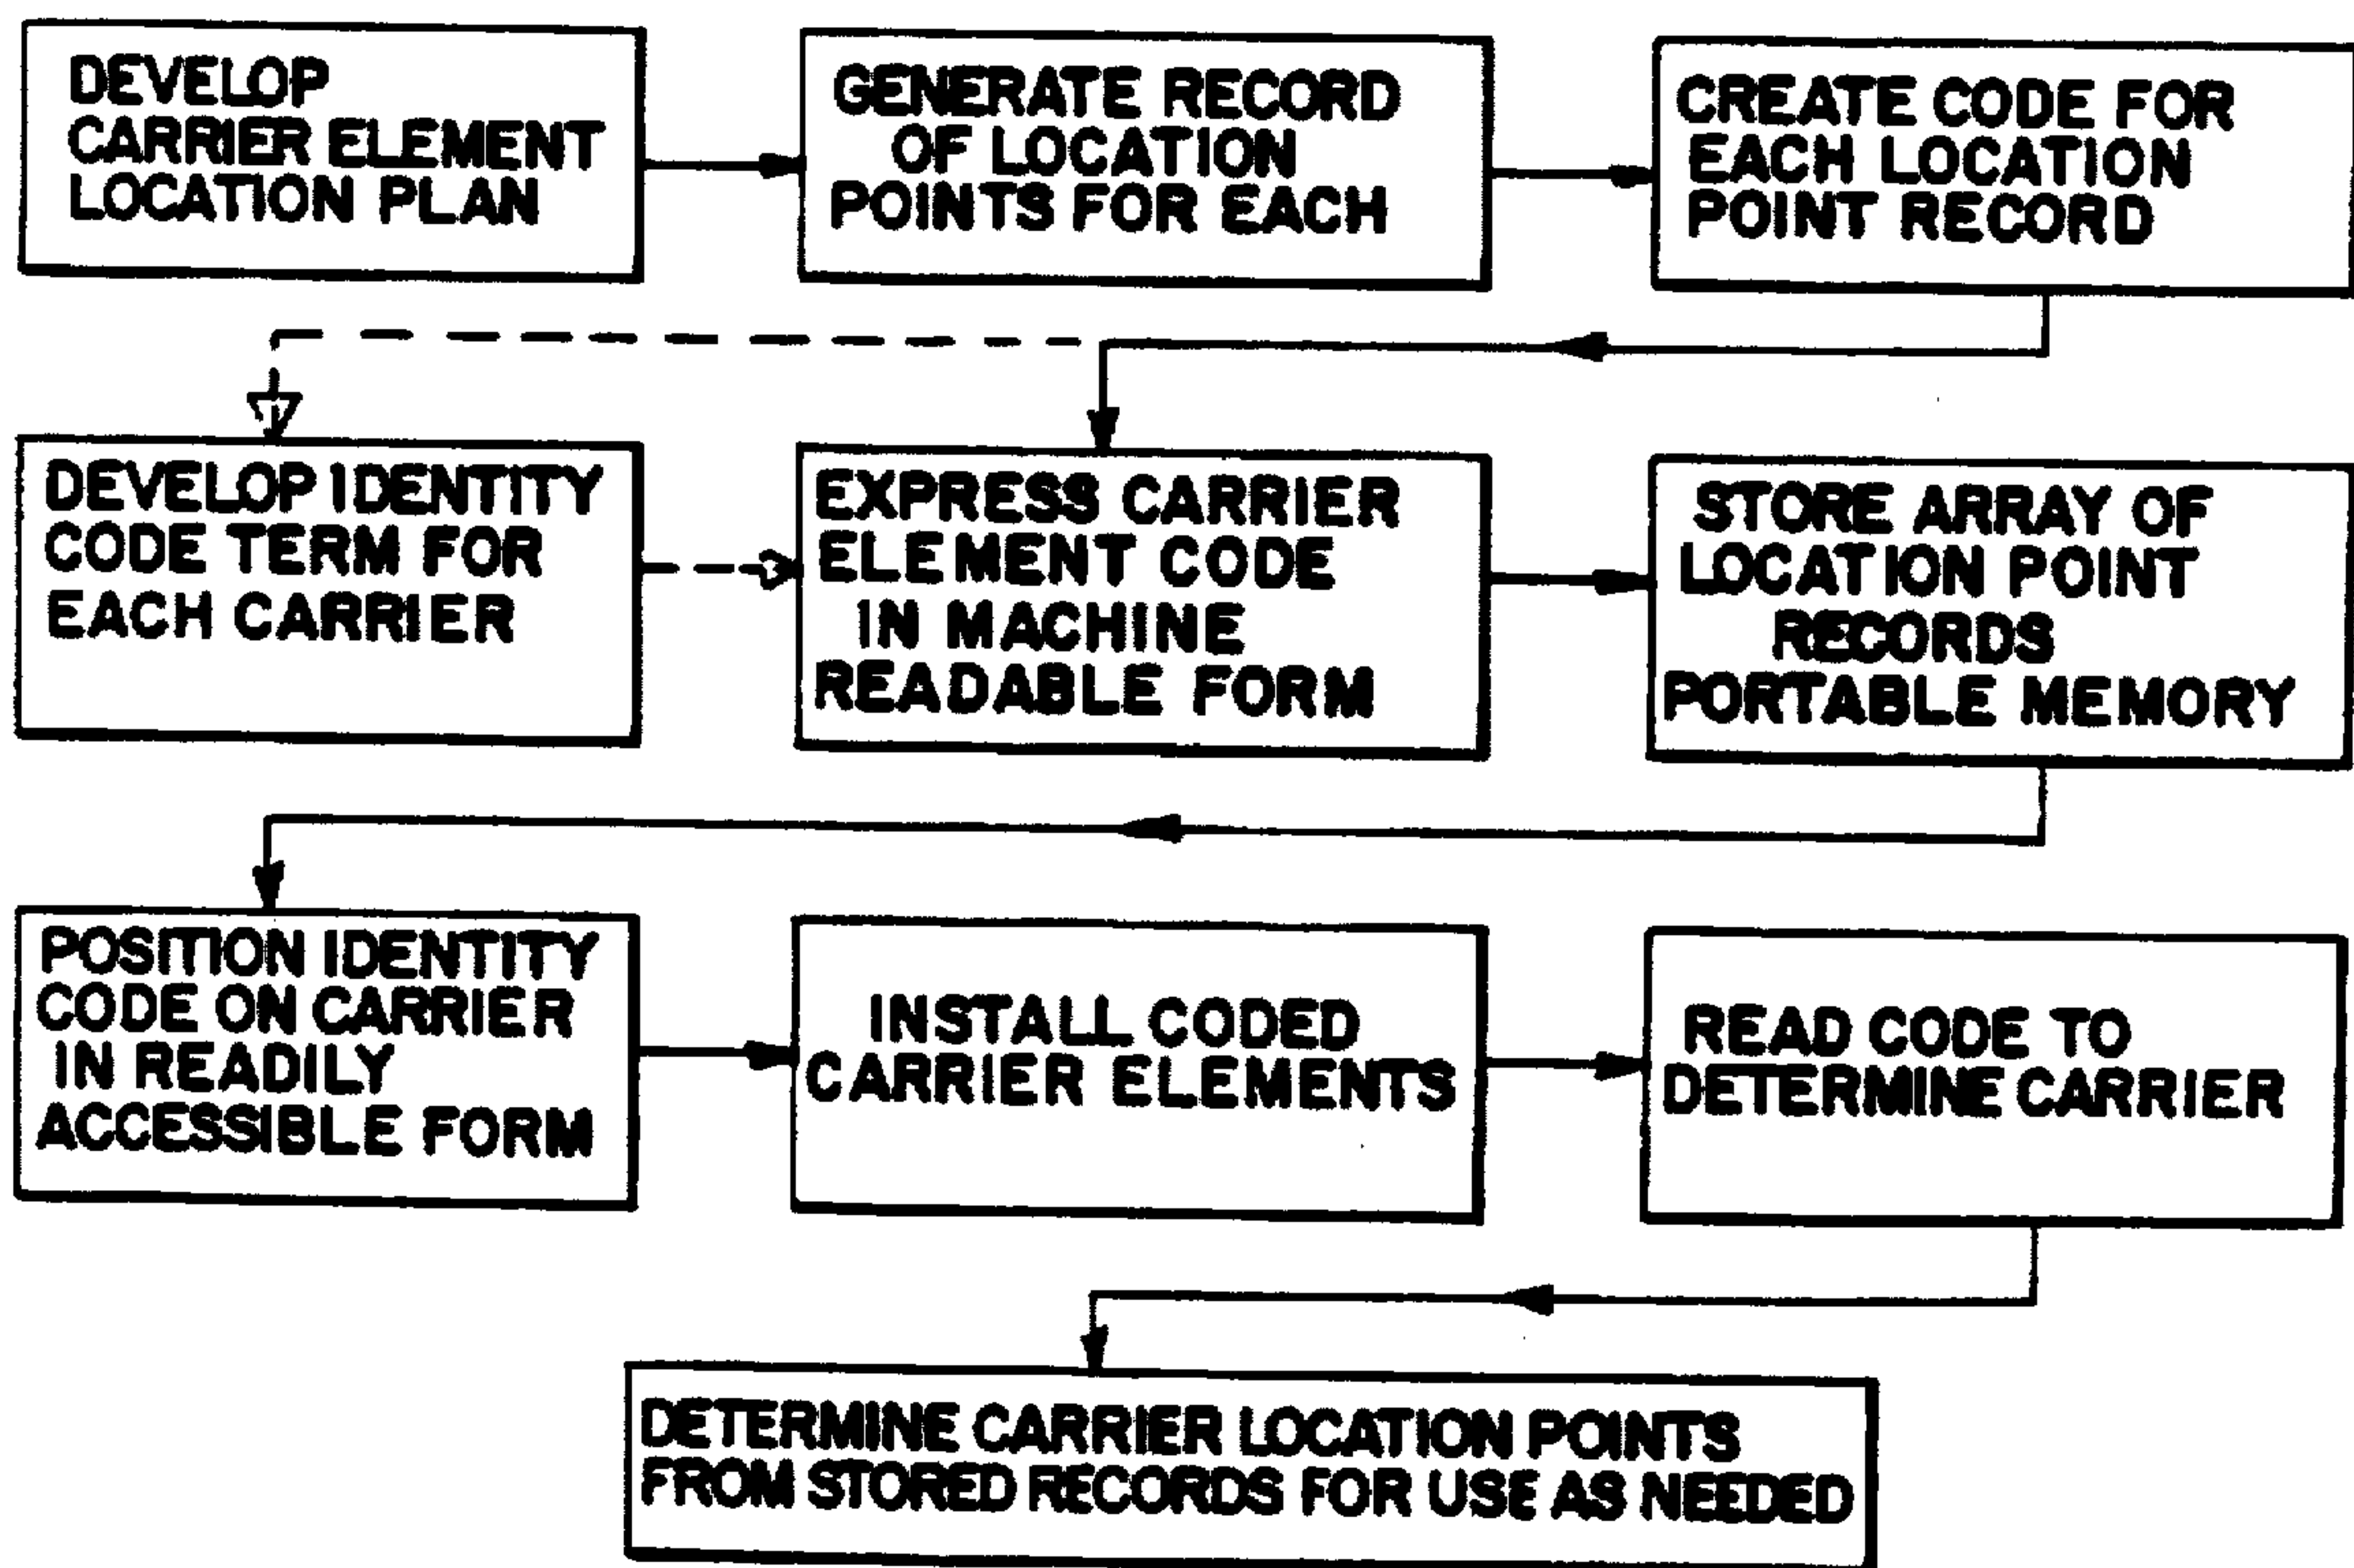 DEVELOP
CARRIER ELEMENT
LOCATION PLAN
GENERATE RECORD
OF LOCATION
POINTS FOR EACH
CREATE CODE FOR
EACH LOCATION
POINT RECORD
DEVELOP IDENTITY
CODE TERM FOR
EACH CARRIER
EXPRESS CARRIER
ELEMENT CODE
IN MACHINE
READABLE FORM
STORE ARRAY OF
LOCATION POINT
RECORDS
PORTABLE MEMORY
POSITION IDENTITY
CODE ON CARRIER
IN READILY
ACCESSIBLE FORM
INSTALL CODED
CARRIER ELEMENTS
READ CODE TO
DETERMINE CARRIER
DETERMINE CARRIER LOCATION POINTS
FROM STORED RECORDS FOR USE AS NEEDED